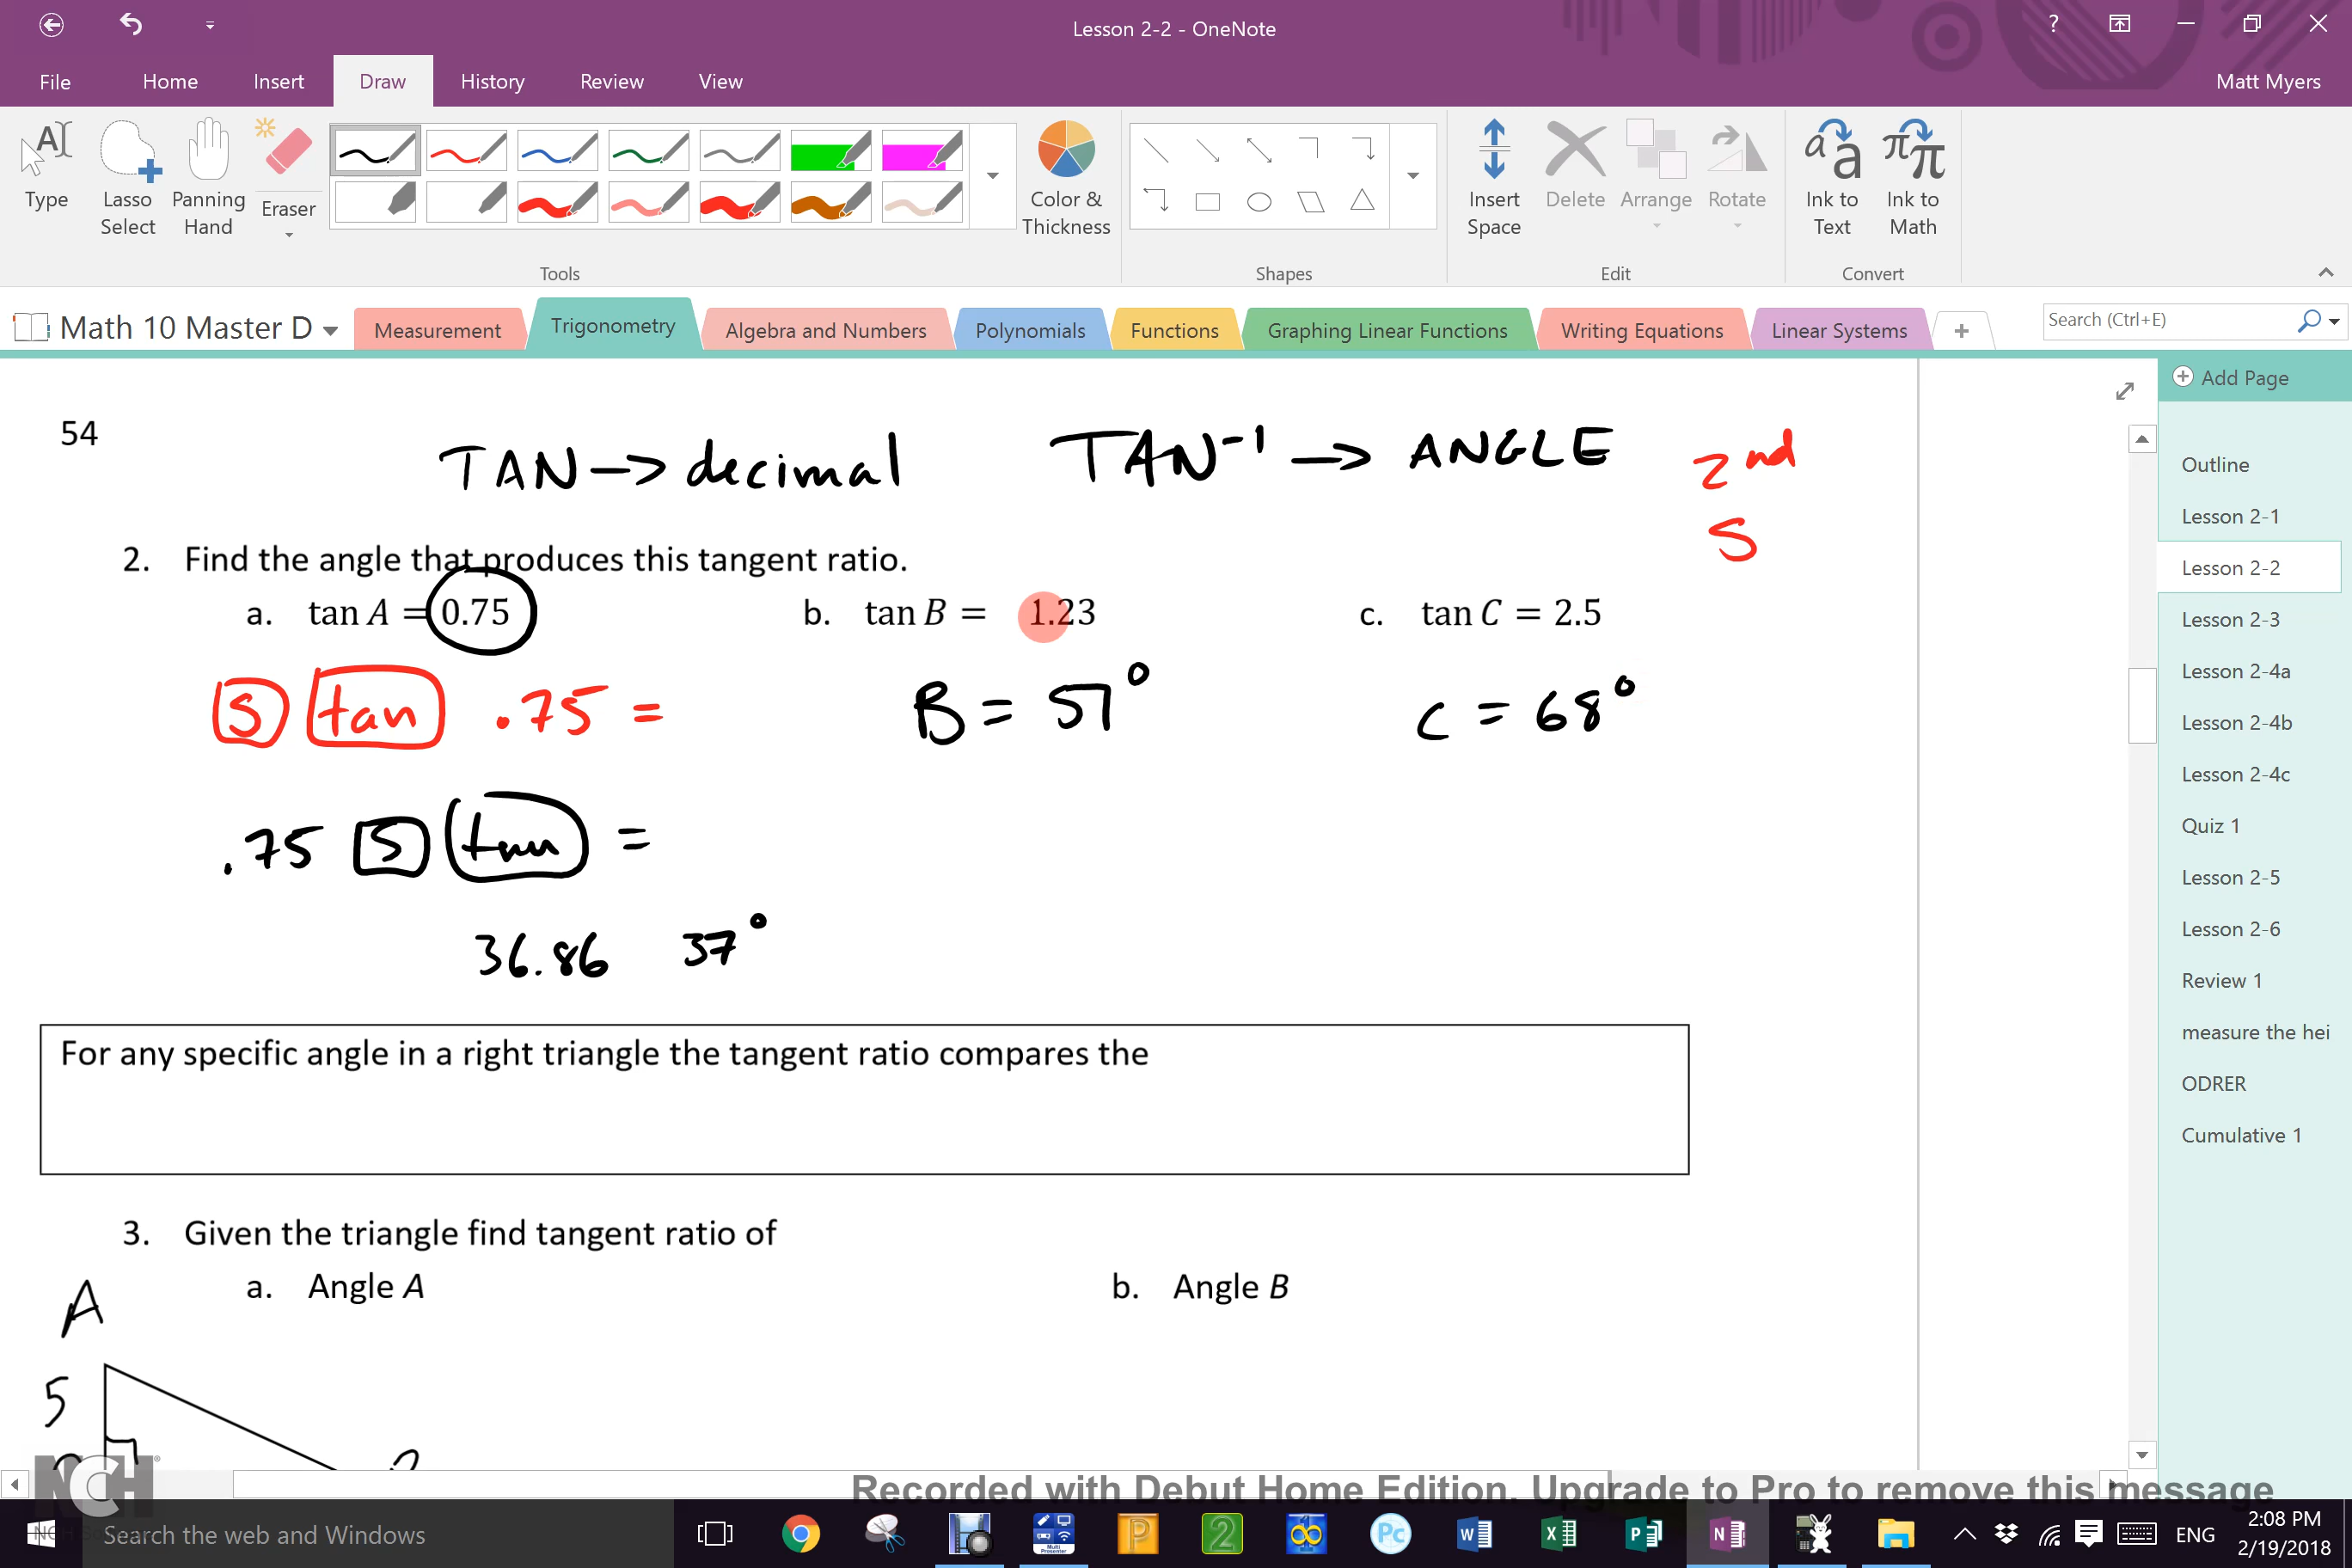 Lesson 2-2 - OneNote
?
File Home Insert Draw History Review View Matt Myers
Type
Lasso Select
Panning Hand
Eraser
Color & Thickness
Insert Space
Delete
Arrange
Rotate
Ink to Text
Ink to Math
Tools Shapes Edit Convert
Math 10 Master D Measurement Trigonometry Algebra and Numbers Polynomials Functions Graphing Linear Functions Writing Equations Linear Systems +
Search (Ctrl+E)
Add Page
Outline
Lesson 2-1
Lesson 2-2
Lesson 2-3
Lesson 2-4a
Lesson 2-4b
Lesson 2-4c
Quiz 1
Lesson 2-5
Lesson 2-6
Review 1
measure the hei
ODRER
Cumulative 1
54
TAN → decimal TAN⁻¹ → ANGLE 2nd
S
2. Find the angle that produces this tangent ratio.
a. tan A = 0.75 b. tan B = 1.23 c. tan C = 2.5
S tan .75 = B = 51° C = 68°
.75 S tan =
36.86 37°
For any specific angle in a right triangle the tangent ratio compares the
3. Given the triangle find tangent ratio of
a. Angle A b. Angle B
A
5
NCH
Recorded with Debut Home Edition. Upgrade to Pro to remove this message
Search the web and Windows
ENG
2:08 PM
2/19/2018